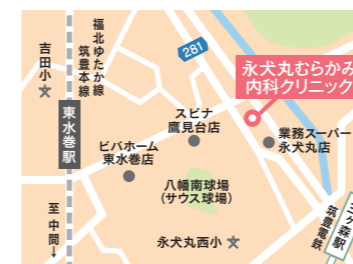 吉田小
福北ゆたか線
筑豊本線
281
永犬丸むらかみ
内科クリニック
東水巻駅
スピナ
鷹見台店
ビバホーム
東水巻店
業務スーパー
永犬丸店
八幡南球場
(サウス球場)
至 中間→
永犬丸西小
三ヶ森駅
筑豊電鉄